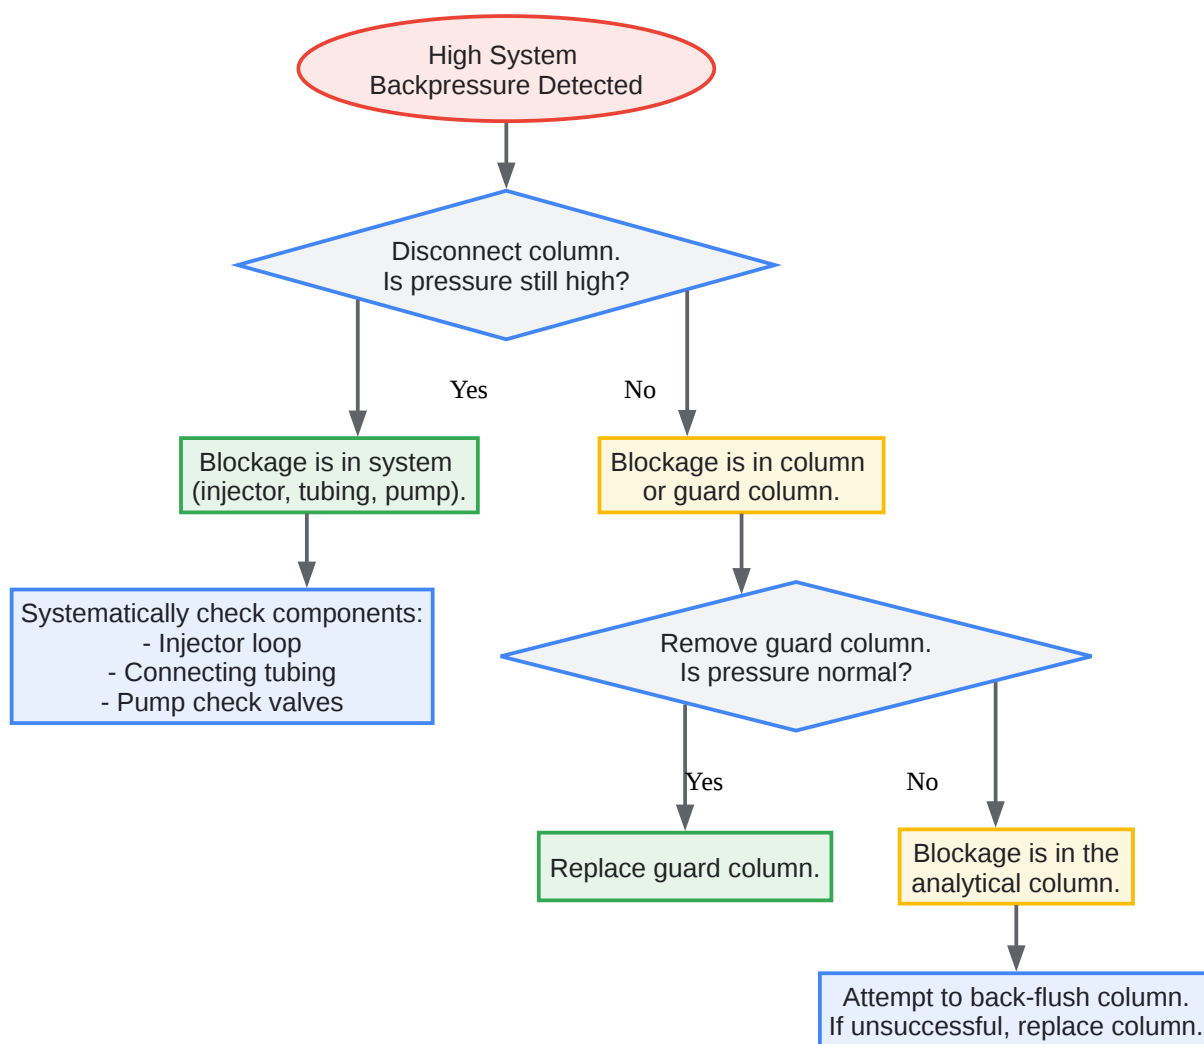 High System
Backpressure Detected
Disconnect column.
Is pressure still high?
Yes
No
Blockage is in system
(injector, tubing, pump).
Blockage is in column
or guard column.
Systematically check components:
- Injector loop
- Connecting tubing
- Pump check valves
Remove guard column.
Is pressure normal?
Yes
No
Replace guard column.
Blockage is in the
analytical column.
Attempt to back-flush column.
If unsuccessful, replace column.